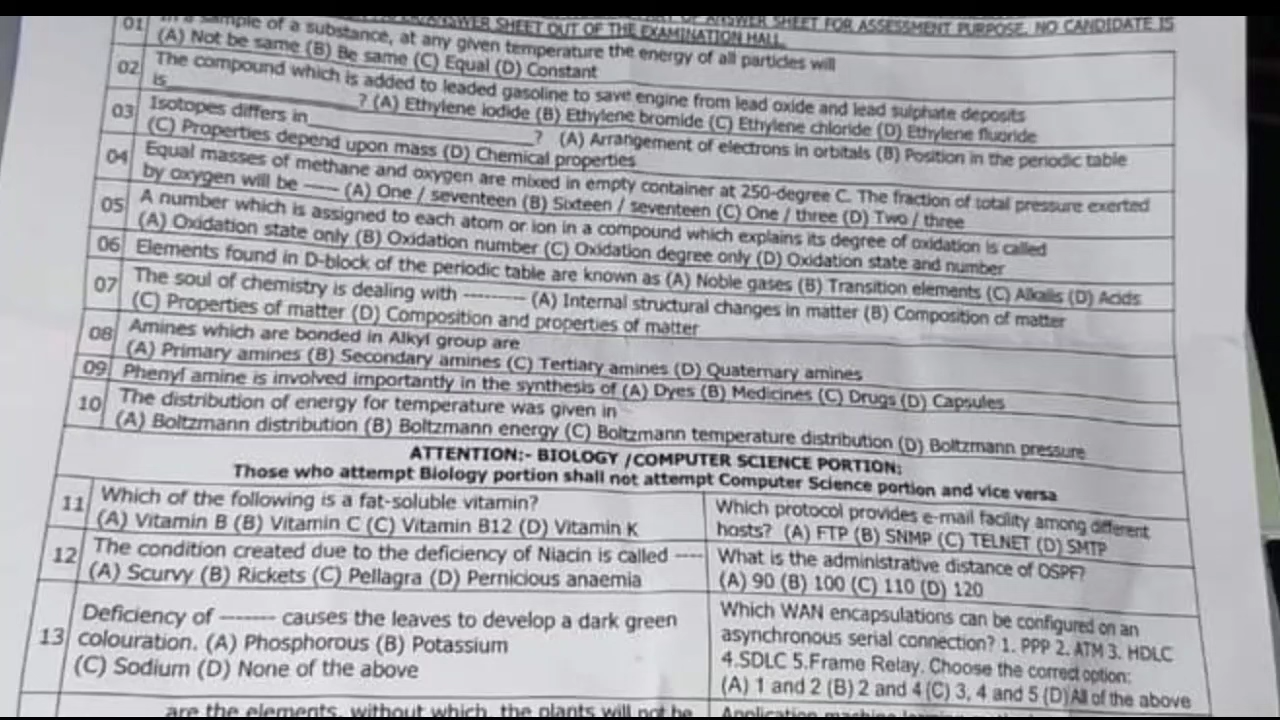 ANSWER SHEET OUT OF THE EXAMINATION HALL.
OF ANSWER SHEET FOR ASSESSMENT PURPOSE. NO CANDIDATE IS
01 In a sample of a substance, at any given temperature the energy of all particles will
(A) Not be same (B) Be same (C) Equal (D) Constant
02 The compound which is added to leaded gasoline to save engine from lead oxide and lead sulphate deposits
is____________? (A) Ethylene iodide (B) Ethylene bromide (C) Ethylene chloride (D) Ethylene fluoride
03 Isotopes differs in____________? (A) Arrangement of electrons in orbitals (B) Position in the periodic table
(C) Properties depend upon mass (D) Chemical properties
04 Equal masses of methane and oxygen are mixed in empty container at 250-degree C. The fraction of total pressure exerted
by oxygen will be ---- (A) One / seventeen (B) Sixteen / seventeen (C) One / three (D) Two / three
05 A number which is assigned to each atom or ion in a compound which explains its degree of oxidation is called
(A) Oxidation state only (B) Oxidation number (C) Oxidation degree only (D) Oxidation state and number
06 Elements found in D-block of the periodic table are known as (A) Noble gases (B) Transition elements (C) Alkalis (D) Acids
07 The soul of chemistry is dealing with --------- (A) Internal structural changes in matter (B) Composition of matter
(C) Properties of matter (D) Composition and properties of matter
08 Amines which are bonded in Alkyl group are
(A) Primary amines (B) Secondary amines (C) Tertiary amines (D) Quaternary amines
09 Phenyl amine is involved importantly in the synthesis of (A) Dyes (B) Medicines (C) Drugs (D) Capsules
10 The distribution of energy for temperature was given in
(A) Boltzmann distribution (B) Boltzmann energy (C) Boltzmann temperature distribution (D) Boltzmann pressure
ATTENTION:- BIOLOGY /COMPUTER SCIENCE PORTION:
Those who attempt Biology portion shall not attempt Computer Science portion and vice versa
11 Which of the following is a fat-soluble vitamin?
(A) Vitamin B (B) Vitamin C (C) Vitamin B12 (D) Vitamin K
Which protocol provides e-mail facility among different
hosts? (A) FTP (B) SNMP (C) TELNET (D) SMTP
12 The condition created due to the deficiency of Niacin is called ----
(A) Scurvy (B) Rickets (C) Pellagra (D) Pernicious anaemia
What is the administrative distance of OSPF?
(A) 90 (B) 100 (C) 110 (D) 120
13 Deficiency of ------- causes the leaves to develop a dark green
colouration. (A) Phosphorous (B) Potassium
(C) Sodium (D) None of the above
Which WAN encapsulations can be configured on an
asynchronous serial connection? 1. PPP 2. ATM 3. HDLC
4.SDLC 5.Frame Relay. Choose the correct option:
(A) 1 and 2 (B) 2 and 4 (C) 3, 4 and 5 (D) All of the above
are the elements, without which, the plants will not be
Application machine learning